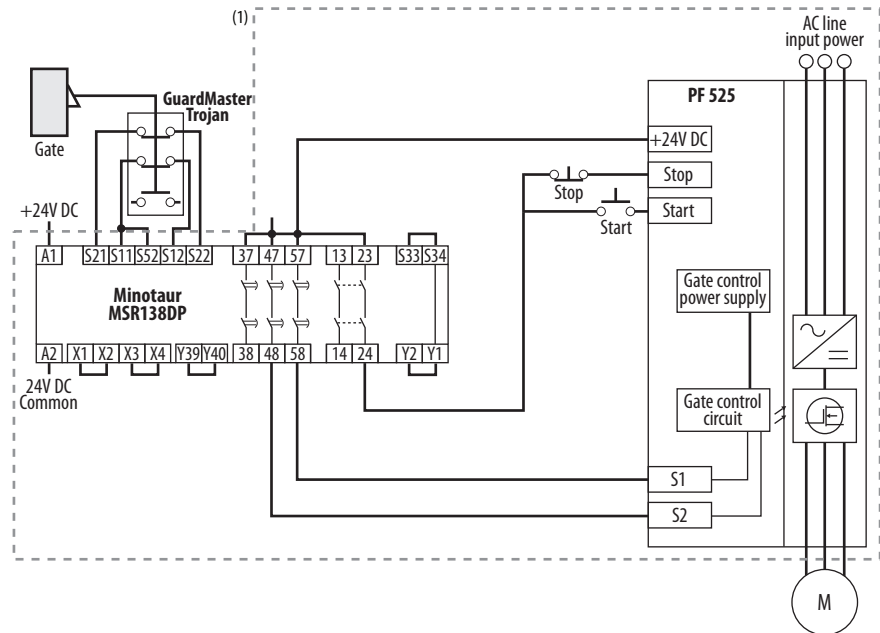 (1)
AC line
input power
GuardMaster
Trojan
PF 525
Gate
+24V DC
Stop
Stop
Start
Start
+24V DC
A1 S21 S11 S52 S12 S22 37 47 57 13 23 S33 S34
Minotaur
MSR138DP
Gate control
power supply
A2 X1 X2 X3 X4 Y39 Y40 38 48 58 14 24 Y2 Y1
24V DC
Common
Gate control
circuit
S1
S2
M